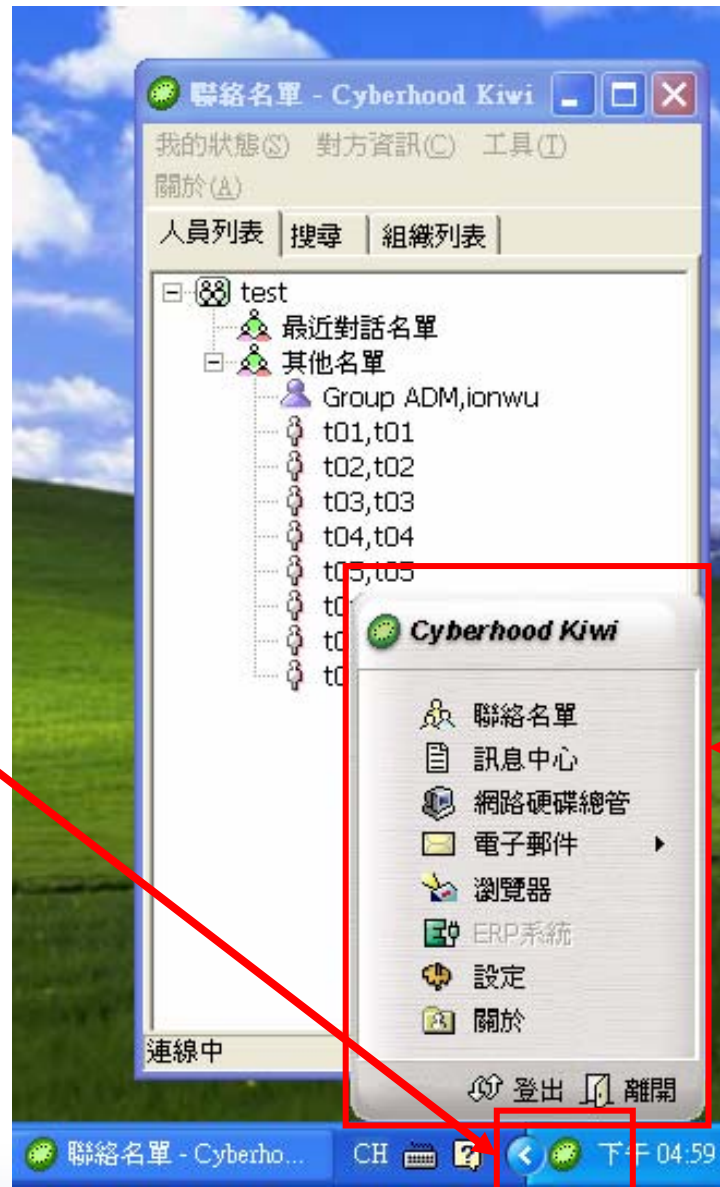 聯絡名單 - Cyberhood Kiwi
我的狀態(S) 對方資訊(C) 工具(T)
關於(A)
人員列表 搜尋 組織列表
test
最近對話名單
其他名單
Group ADM,ionwu
t01,t01
t02,t02
t03,t03
t04,t04
t05,t05
Cyberhood Kiwi
聯絡名單
訊息中心
網路硬碟總管
電子郵件
瀏覽器
ERP系統
設定
關於
連線中
登出 離開
聯絡名單 - Cyberho... CH 下午 04:59